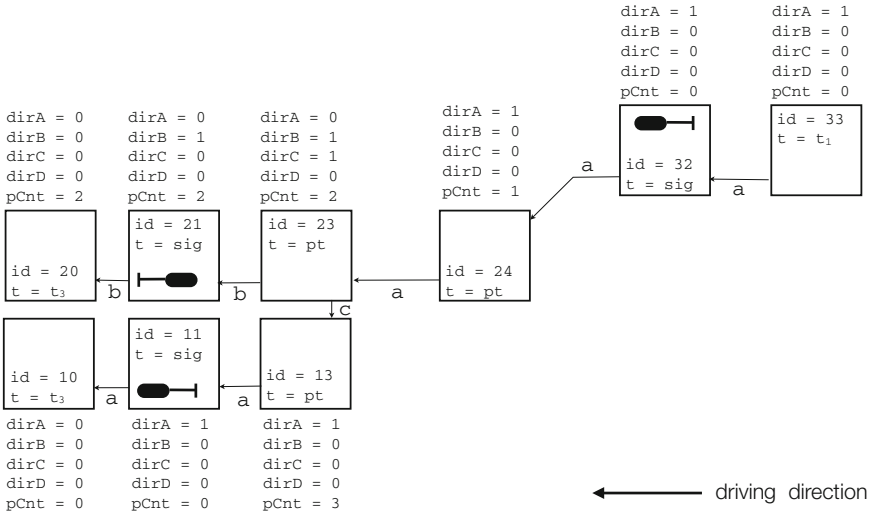 dirA = 1
dirB = 0
dirC = 0
dirD = 0
pCnt = 0
dirA = 1
dirB = 0
dirC = 0
dirD = 0
pCnt = 0
id = 32
t = sig
id = 33
t = t₁
a
a
dirA = 0
dirB = 0
dirC = 0
dirD = 0
pCnt = 2
dirA = 0
dirB = 1
dirC = 0
dirD = 0
pCnt = 2
dirA = 0
dirB = 1
dirC = 1
dirD = 0
pCnt = 2
dirA = 1
dirB = 0
dirC = 0
dirD = 0
pCnt = 1
id = 20
t = t₃
b
id = 21
t = sig
b
id = 23
t = pt
a
id = 24
t = pt
c
id = 10
t = t₃
a
id = 11
t = sig
a
id = 13
t = pt
dirA = 0
dirB = 0
dirC = 0
dirD = 0
pCnt = 0
dirA = 1
dirB = 0
dirC = 0
dirD = 0
pCnt = 0
dirA = 1
dirB = 0
dirC = 0
dirD = 0
pCnt = 3
driving direction